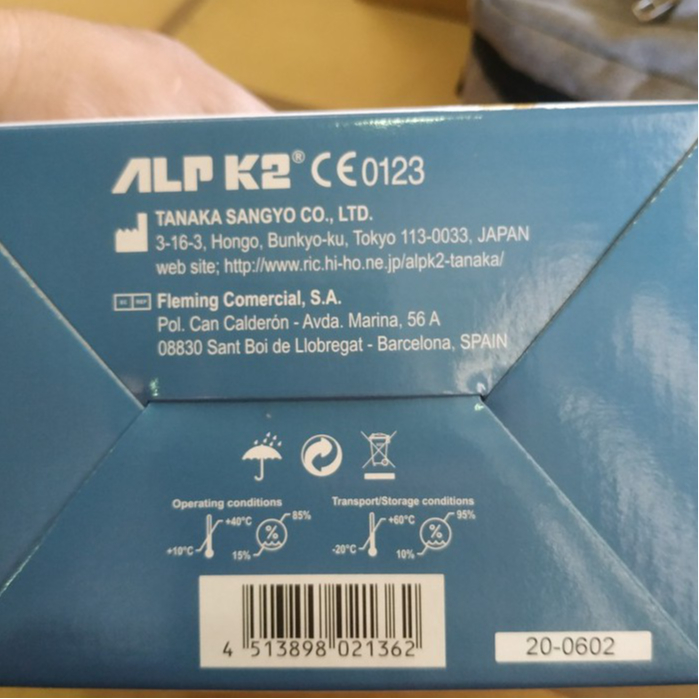 ALP K2® CE0123
TANAKA SANGYO CO., LTD.
3-16-3, Hongo, Bunkyo-ku, Tokyo 113-0033, JAPAN
web site; http://www.ric.hi-ho.ne.jp/alpk2-tanaka/
EC REP
Fleming Comercial, S.A.
Pol. Can Calderón - Avda. Marina, 56 A
08830 Sant Boi de Llobregat - Barcelona, SPAIN
Operating conditions
+10°C +40°C 15% % 85%
Transport/Storage conditions
-20°C +60°C 10% % 95%
4 513898 021362
20-0602